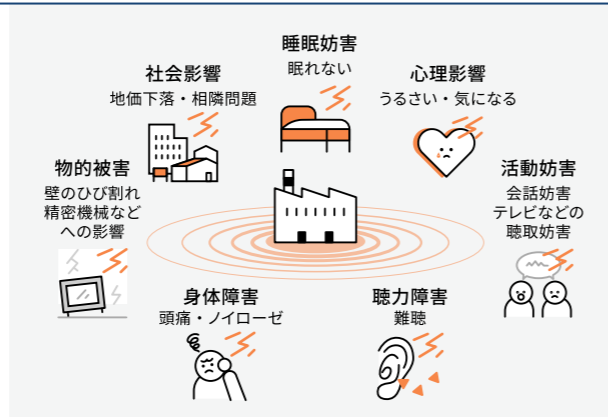 睡眠妨害
眠れない
社会影響
地価下落・相隣問題
心理影響
うるさい・気になる
物的被害
壁のひび割れ
精密機械など
への影響
活動妨害
会話妨害
テレビなどの
聴取妨害
身体障害
頭痛・ノイローゼ
聴力障害
難聴